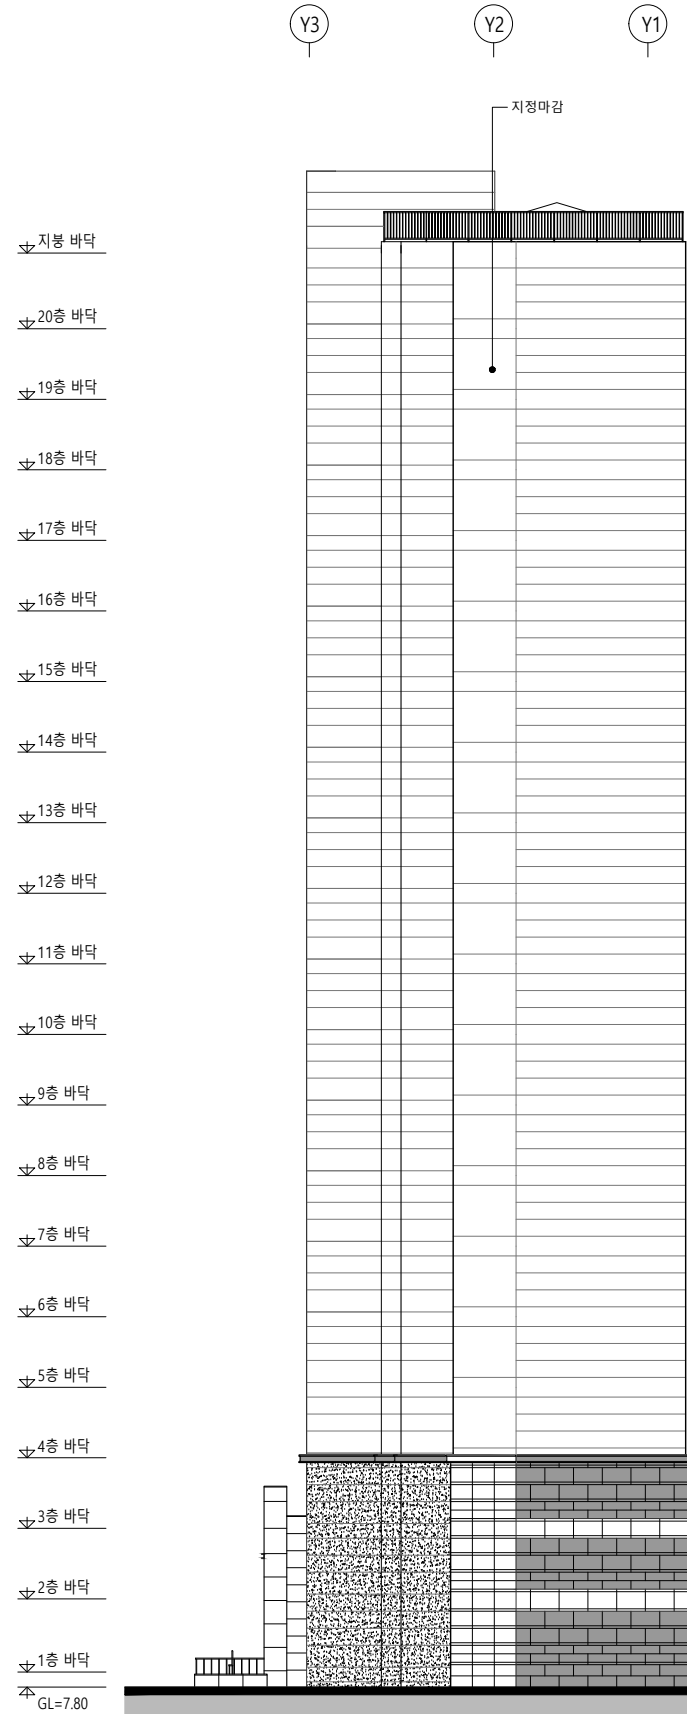 Y3 Y2 Y1
지정마감
지붕 바닥
20층 바닥
19층 바닥
18층 바닥
17층 바닥
16층 바닥
15층 바닥
14층 바닥
13층 바닥
12층 바닥
11층 바닥
10층 바닥
9층 바닥
8층 바닥
7층 바닥
6층 바닥
5층 바닥
4층 바닥
3층 바닥
2층 바닥
1층 바닥
GL=7.80